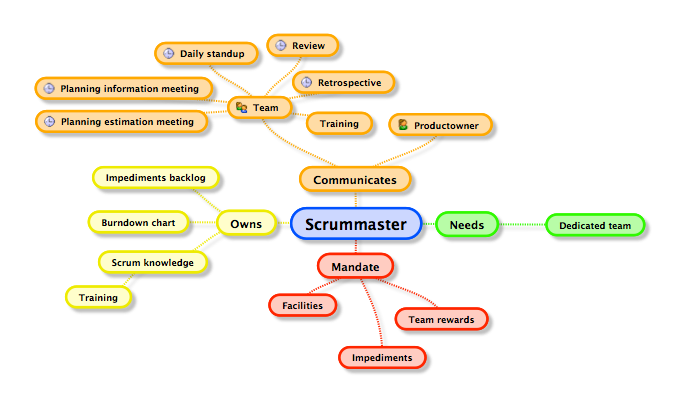 Review
Daily standup
Retrospective
Planning information meeting
Team
Planning estimation meeting
Training
Productowner
Communicates
Impediments backlog
Burndown chart
Owns
Scrummaster
Needs
Dedicated team
Scrum knowledge
Mandate
Training
Facilities
Team rewards
Impediments